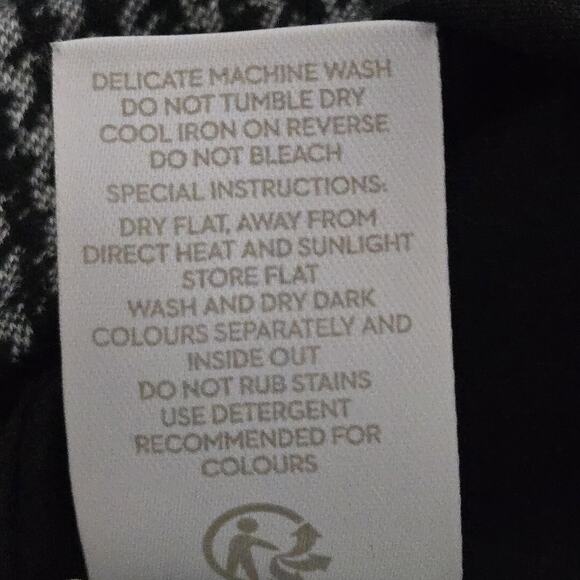 DELICATE MACHINE WASH
DO NOT TUMBLE DRY
COOL IRON ON REVERSE
DO NOT BLEACH
SPECIAL INSTRUCTIONS:
DRY FLAT, AWAY FROM
DIRECT HEAT AND SUNLIGHT
STORE FLAT
WASH AND DRY DARK
COLOURS SEPARATELY AND
INSIDE OUT
DO NOT RUB STAINS
USE DETERGENT
RECOMMENDED FOR
COLOURS